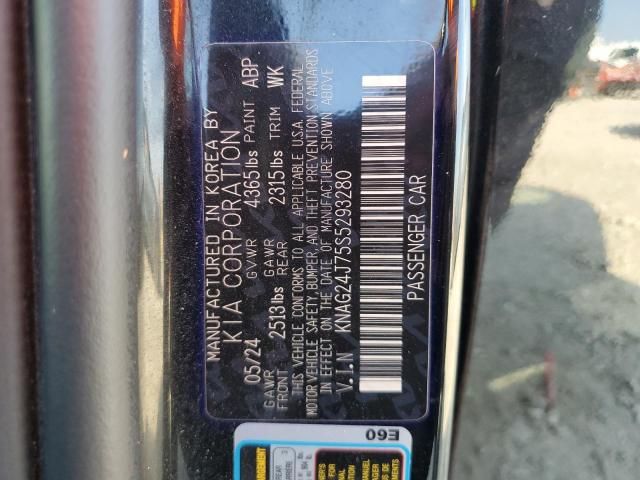 MANUFACTURED IN KOREA BY
KIA CORPORATION
05/24 GVWR 4365lbs PAINT ABP
GAWR FRONT 2513lbs GAWR REAR 2315lbs TRIM WK
THIS VEHICLE CONFORMS TO ALL APPLICABLE U.S.A. FEDERAL
MOTOR VEHICLE SAFETY, BUMPER, AND THEFT PREVENTION STANDARDS
IN EFFECT ON THE DATE OF MANUFACTURE SHOWN ABOVE
V.I.N KNAG24J75S5293280
PASSENGER CAR
E60